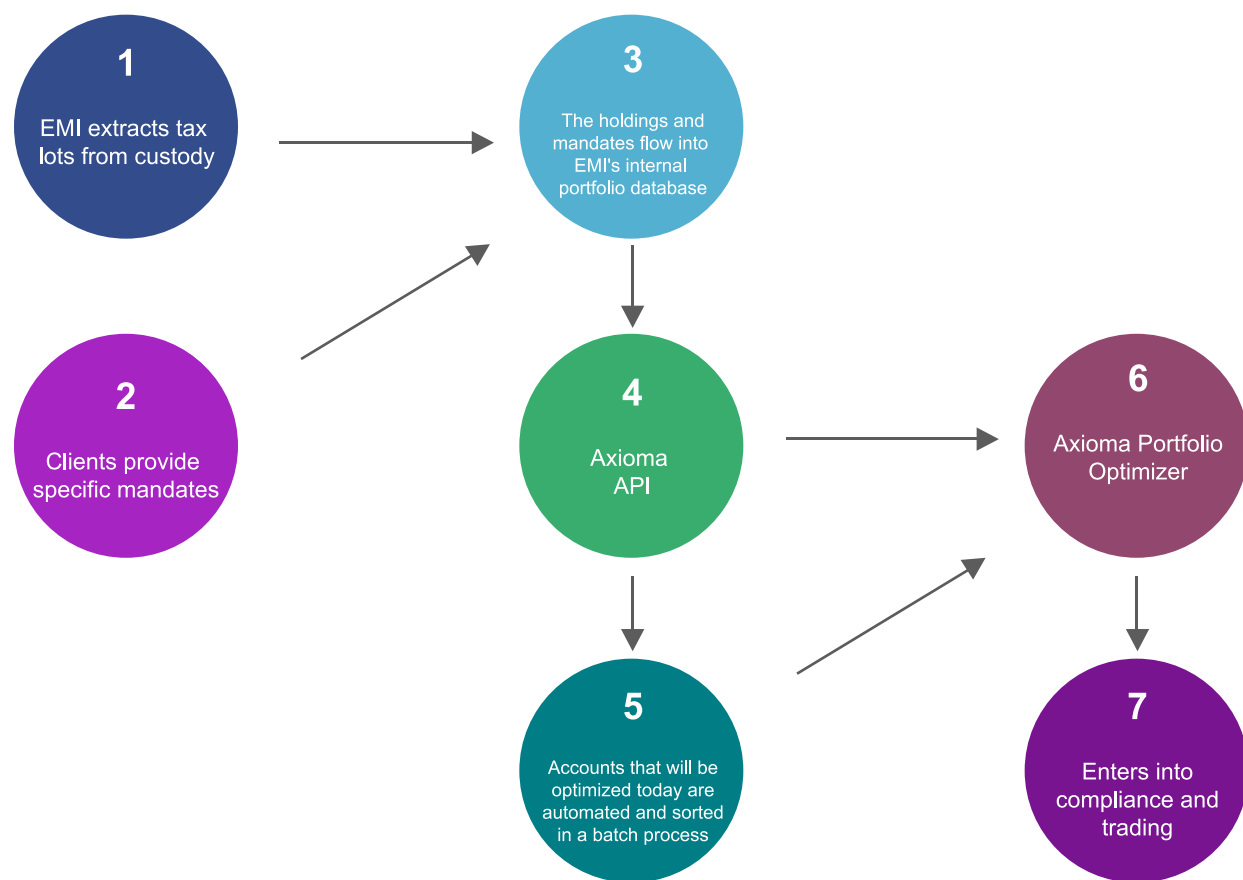 1
EMI extracts tax
lots from custody
2
Clients provide
specific mandates
3
The holdings and
mandates flow into
EMI's internal
portfolio database
4
Axioma
API
5
Accounts that will be
optimized today are
automated and sorted
in a batch process
6
Axioma Portfolio
Optimizer
7
Enters into
compliance and
trading